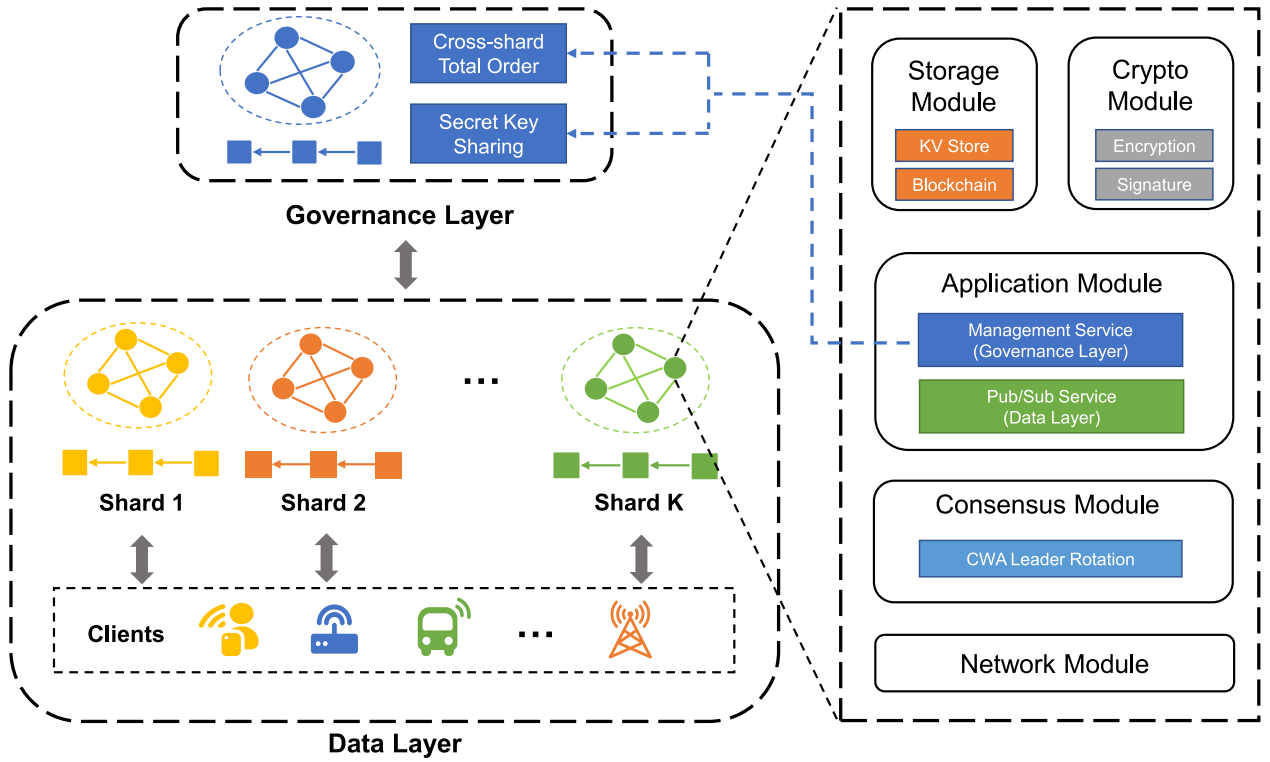 Cross-shard
Total Order
Secret Key
Sharing
Governance Layer
...
Shard 1
Shard 2
Shard K
Clients
...
Data Layer
Storage
Module
KV Store
Blockchain
Crypto
Module
Encryption
Signature
Application Module
Management Service
(Governance Layer)
Pub/Sub Service
(Data Layer)
Consensus Module
CWA Leader Rotation
Network Module